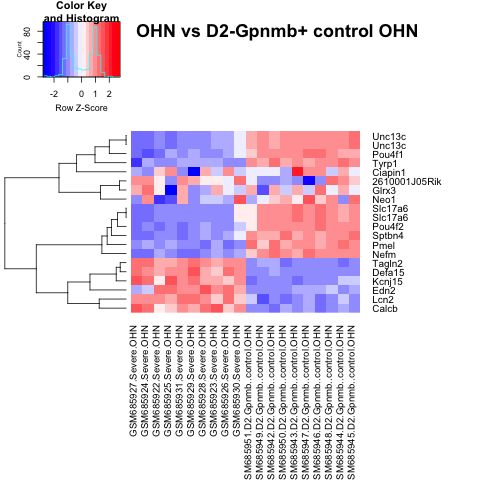 Color Key
and Histogram
OHN vs D2-Gpnmb+ control OHN
Count
0 40 80
-2 0 1 2
Row Z-Score
Unc13c
Unc13c
Pou4f1
Tyrp1
Clapin1
2610001J05Rik
Glrx3
Neo1
Slc17a6
Slc17a6
Pou4f2
Sptbn4
Pmel
Nefm
Tagln2
Defa15
Kcnj15
Edn2
Lcn2
Calcb
GSM685927.Severe.OHN
GSM685924.Severe.OHN
GSM685922.Severe.OHN
GSM685925.Severe.OHN
GSM685931.Severe.OHN
GSM685929.Severe.OHN
GSM685928.Severe.OHN
GSM685923.Severe.OHN
GSM685926.Severe.OHN
GSM685930.Severe.OHN
SM685951.D2.Gpnmb..control.OHN
SM685949.D2.Gpnmb..control.OHN
SM685942.D2.Gpnmb..control.OHN
SM685950.D2.Gpnmb..control.OHN
SM685943.D2.Gpnmb..control.OHN
SM685947.D2.Gpnmb..control.OHN
SM685946.D2.Gpnmb..control.OHN
SM685948.D2.Gpnmb..control.OHN
SM685944.D2.Gpnmb..control.OHN
SM685945.D2.Gpnmb..control.OHN